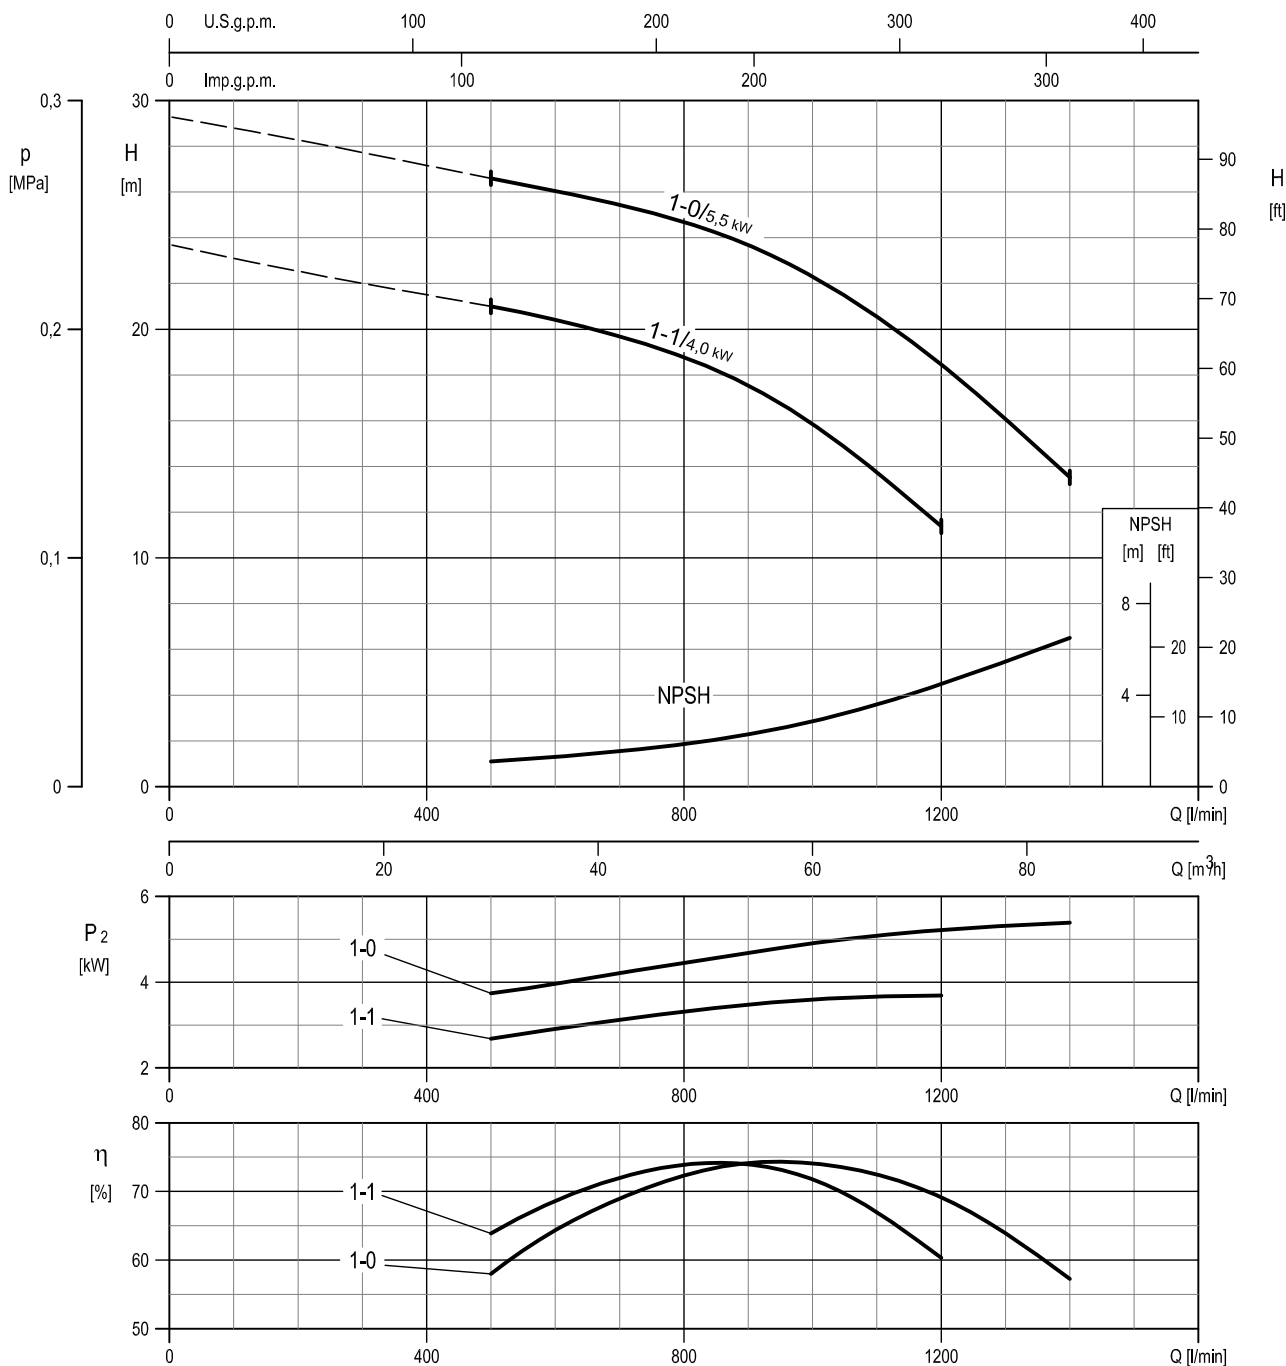 0 U.S.g.p.m. 100 200 300 400
0 Imp.g.p.m. 100 200 300
0,3 30
p H
[MPa] [m]
90
H
[ft]
1-0/5,5 kW
80
70
0,2 20
1-1/4,0 kW
60
50
40
NPSH
[m] [ft]
0,1 10
30
8
20 20
NPSH
4
10 10
0 0 0
0 400 800 1200 Q [l/min]
0 20 40 60 80 Q [m³/h]
6
P2
[kW]
1-0
4
1-1
2
0 400 800 1200 Q [l/min]
80
η
[%]
70
1-1
60
1-0
50
0 400 800 1200 Q [l/min]